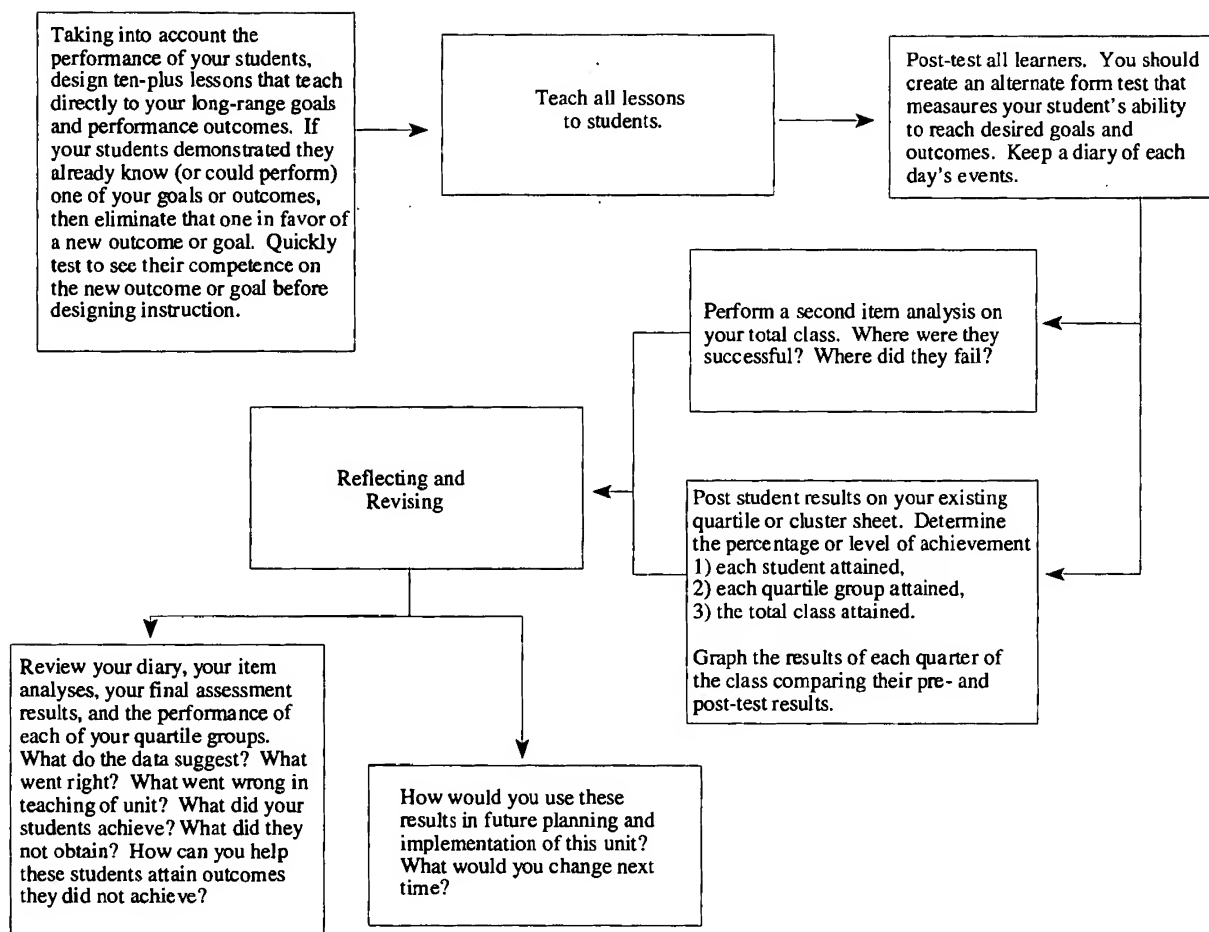 Taking into account the
performance of your students,
design ten-plus lessons that teach
directly to your long-range goals
and performance outcomes. If
your students demonstrated they
already know (or could perform)
one of your goals or outcomes,
then eliminate that one in favor of
a new outcome or goal. Quickly
test to see their competence on
the new outcome or goal before
designing instruction.
Teach all lessons
to students.
Post-test all learners. You should
create an alternate form test that
measaures your student's ability
to reach desired goals and
outcomes. Keep a diary of each
day's events.
Perform a second item analysis on
your total class. Where were they
successful? Where did they fail?
Post student results on your existing
quartile or cluster sheet. Determine
the percentage or level of achievement
1) each student attained,
2) each quartile group attained,
3) the total class attained.
Graph the results of each quarter of
the class comparing their pre- and
post-test results.
Reflecting and
Revising
Review your diary, your item
analyses, your final assessment
results, and the performance of
each of your quartile groups.
What do the data suggest? What
went right? What went wrong in
teaching of unit? What did your
students achieve? What did they
not obtain? How can you help
these students attain outcomes
they did not achieve?
How would you use these
results in future planning and
implementation of this unit?
What would you change next
time?